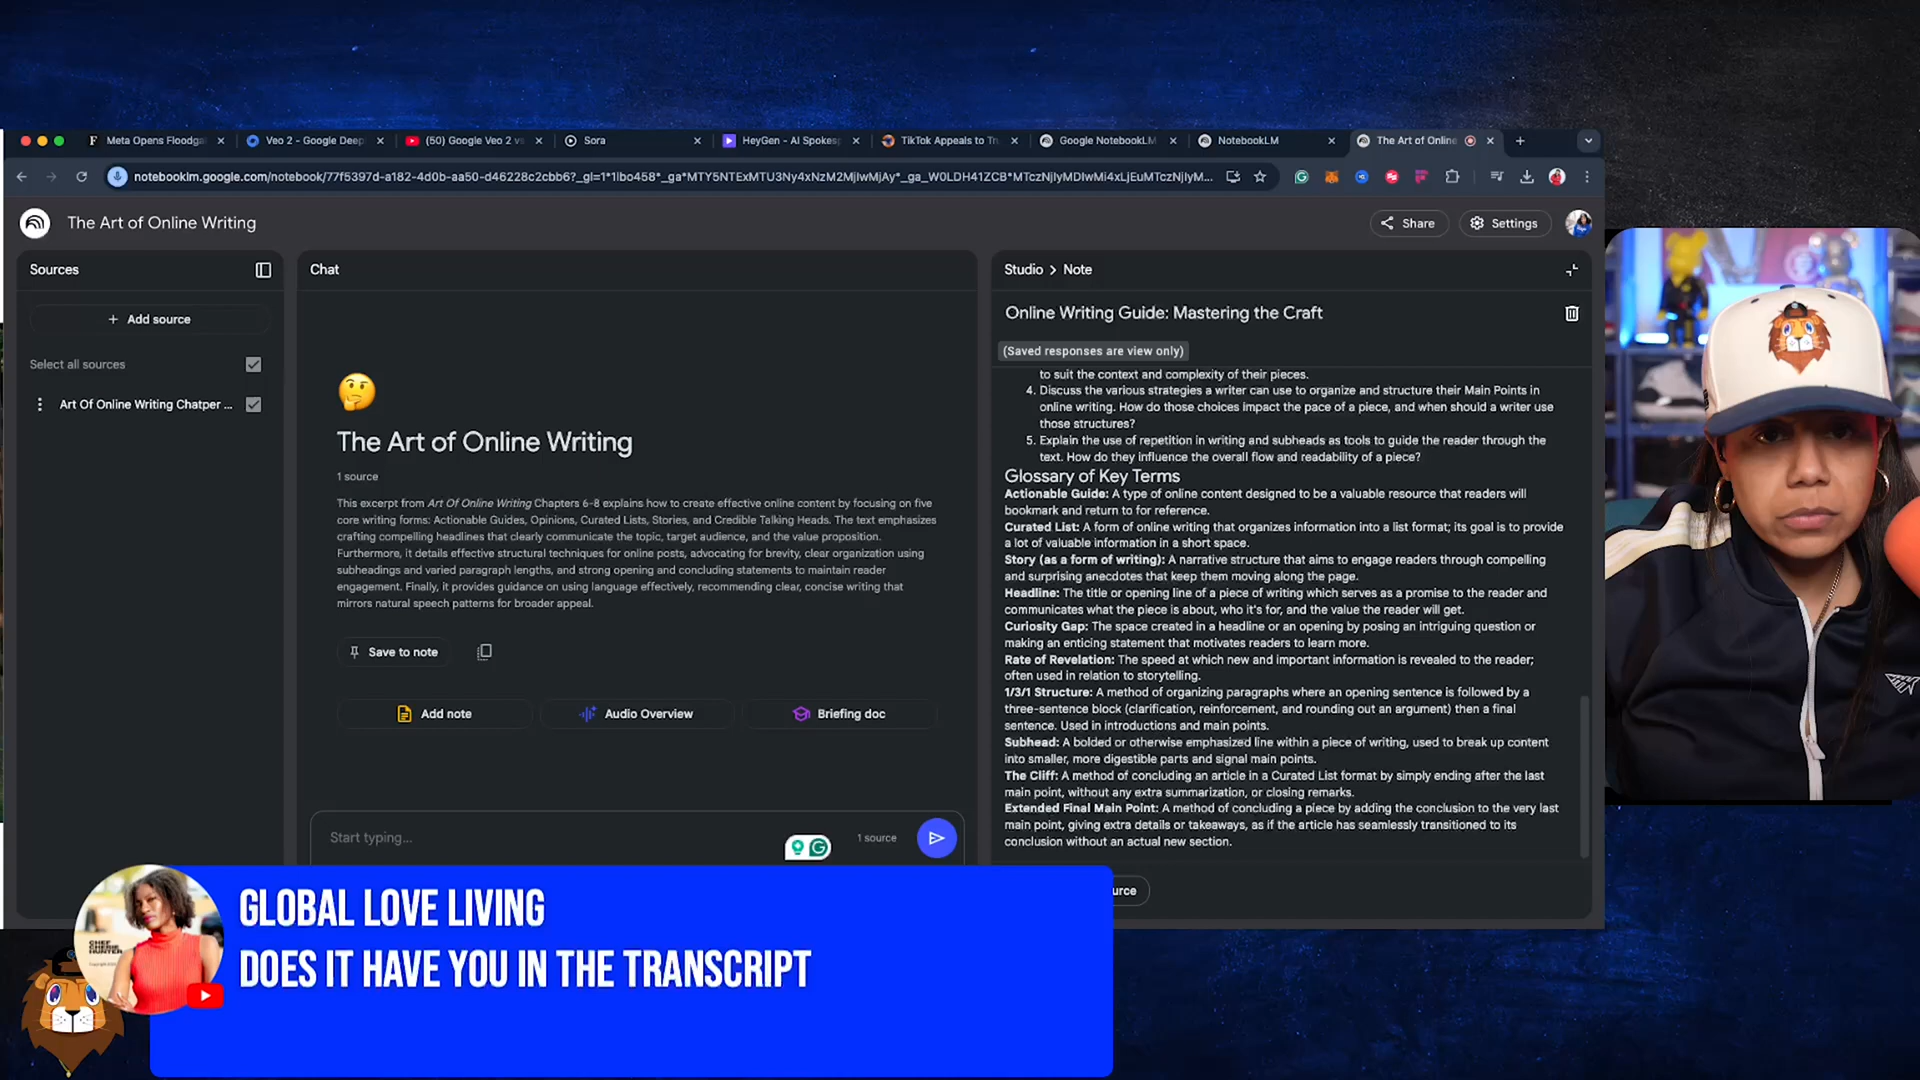 Meta Opens Floodga
Veo 2 - Google Deep
(50) Google Veo 2 v
Sora
HeyGen - AI Spokes
TikTok Appeals to Tr
Google NotebookLM
NotebookLM
The Art of Online
notebooklm.google.com/notebook/77f5397d-a182-4d0b-aa50-d46228c2cbb6?_gl=1*1lbo458*_ga*MTY5NTExMTU3Ny4xNzM2MjIwMjAy*_ga_W0LDH41ZCB*MTczNjIyMDIwMi4xLjEuMTczNjIyM...
The Art of Online Writing
Share
Settings
Sources
Add source
Select all sources
Art Of Online Writing Chatper ...
Chat
The Art of Online Writing
1 source
This excerpt from Art Of Online Writing Chapters 6-8 explains how to create effective online content by focusing on five
core writing forms: Actionable Guides, Opinions, Curated Lists, Stories, and Credible Talking Heads. The text emphasizes
crafting compelling headlines that clearly communicate the topic, target audience, and the value proposition.
Furthermore, it details effective structural techniques for online posts, advocating for brevity, clear organization using
subheadings and varied paragraph lengths, and strong opening and concluding statements to maintain reader
engagement. Finally, it provides guidance on using language effectively, recommending clear, concise writing that
mirrors natural speech patterns for broader appeal.
Save to note
Add note
Audio Overview
Briefing doc
Start typing...
1 source
Studio > Note
Online Writing Guide: Mastering the Craft
(Saved responses are view only)
to suit the context and complexity of their pieces.
4. Discuss the various strategies a writer can use to organize and structure their Main Points in
online writing. How do those choices impact the pace of a piece, and when should a writer use
those structures?
5. Explain the use of repetition in writing and subheads as tools to guide the reader through the
text. How do they influence the overall flow and readability of a piece?
Glossary of Key Terms
Actionable Guide: A type of online content designed to be a valuable resource that readers will
bookmark and return to for reference.
Curated List: A form of online writing that organizes information into a list format; its goal is to provide
a lot of valuable information in a short space.
Story (as a form of writing): A narrative structure that aims to engage readers through compelling
and surprising anecdotes that keep them moving along the page.
Headline: The title or opening line of a piece of writing which serves as a promise to the reader and
communicates what the piece is about, who it's for, and the value the reader will get.
Curiosity Gap: The space created in a headline or an opening by posing an intriguing question or
making an enticing statement that motivates readers to learn more.
Rate of Revelation: The speed at which new and important information is revealed to the reader;
often used in relation to storytelling.
1/3/1 Structure: A method of organizing paragraphs where an opening sentence is followed by a
three-sentence block (clarification, reinforcement, and rounding out an argument) then a final
sentence. Used in introductions and main points.
Subhead: A bolded or otherwise emphasized line within a piece of writing, used to break up content
into smaller, more digestible parts and signal main points.
The Cliff: A method of concluding an article in a Curated List format by simply ending after the last
main point, without any extra summarization, or closing remarks.
Extended Final Main Point: A method of concluding a piece by adding the conclusion to the very last
main point, giving extra details or takeaways, as if the article has seamlessly transitioned to its
conclusion without an actual new section.
urce
CHEF
CHERIE
HUNTER
GLOBAL LOVE LIVING
DOES IT HAVE YOU IN THE TRANSCRIPT